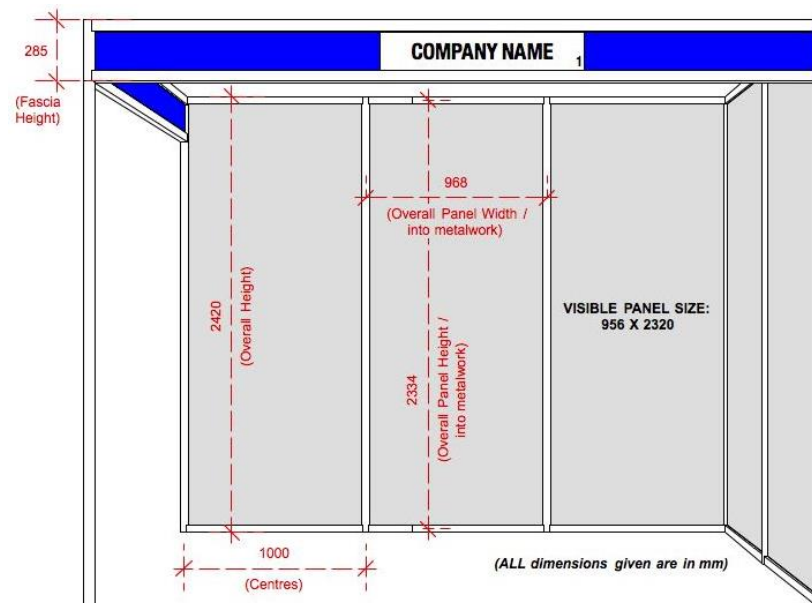 285
(Fascia
Height)
COMPANY NAME
1
968
(Overall Panel Width /
into metalwork)
2420
(Overall Height)
2334
(Overall Panel Height /
into metalwork)
VISIBLE PANEL SIZE:
956 X 2320
1000
(Centres)
(ALL dimensions given are in mm)